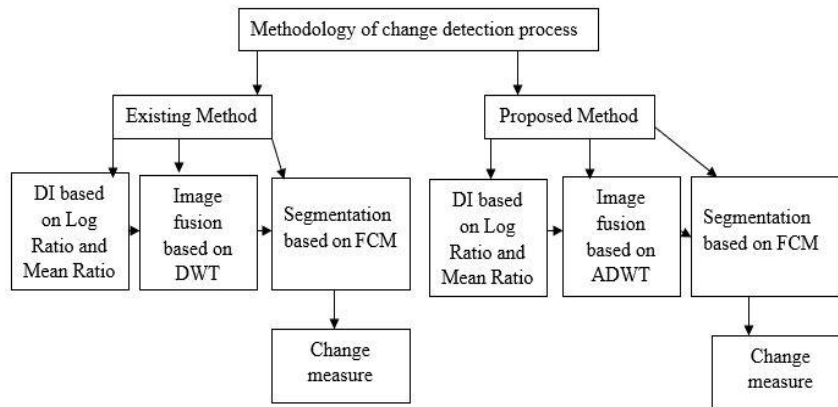 Methodology of change detection process
Existing Method
Proposed Method
DI based
on Log
Ratio and
Mean Ratio
Image
fusion
based on
DWT
Segmentation
based on FCM
Change
measure
DI based
on Log
Ratio and
Mean Ratio
Image
fusion
based on
ADWT
Segmentation
based on FCM
Change
measure